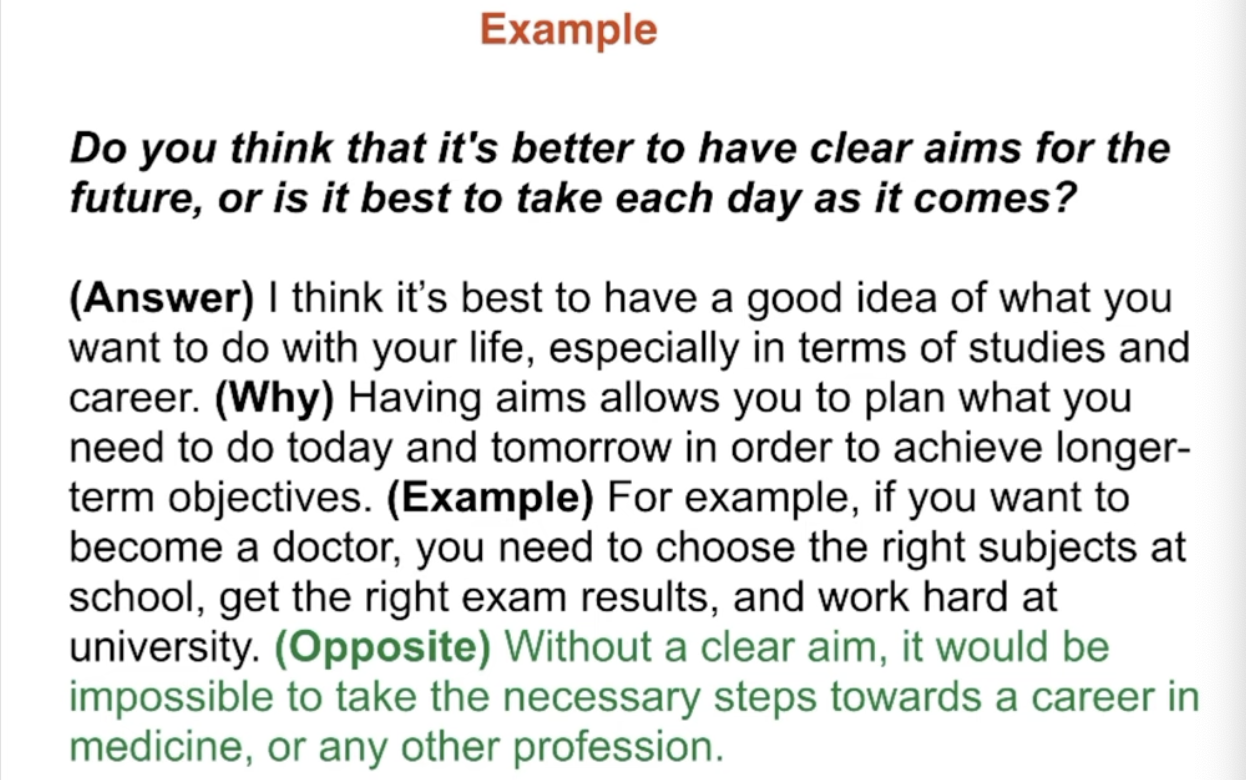 Example
Do you think that it's better to have clear aims for the
future, or is it best to take each day as it comes?
(Answer) I think it’s best to have a good idea of what you
want to do with your life, especially in terms of studies and
career. (Why) Having aims allows you to plan what you
need to do today and tomorrow in order to achieve longer-
term objectives. (Example) For example, if you want to
become a doctor, you need to choose the right subjects at
school, get the right exam results, and work hard at
university. (Opposite) Without a clear aim, it would be
impossible to take the necessary steps towards a career in
medicine, or any other profession.